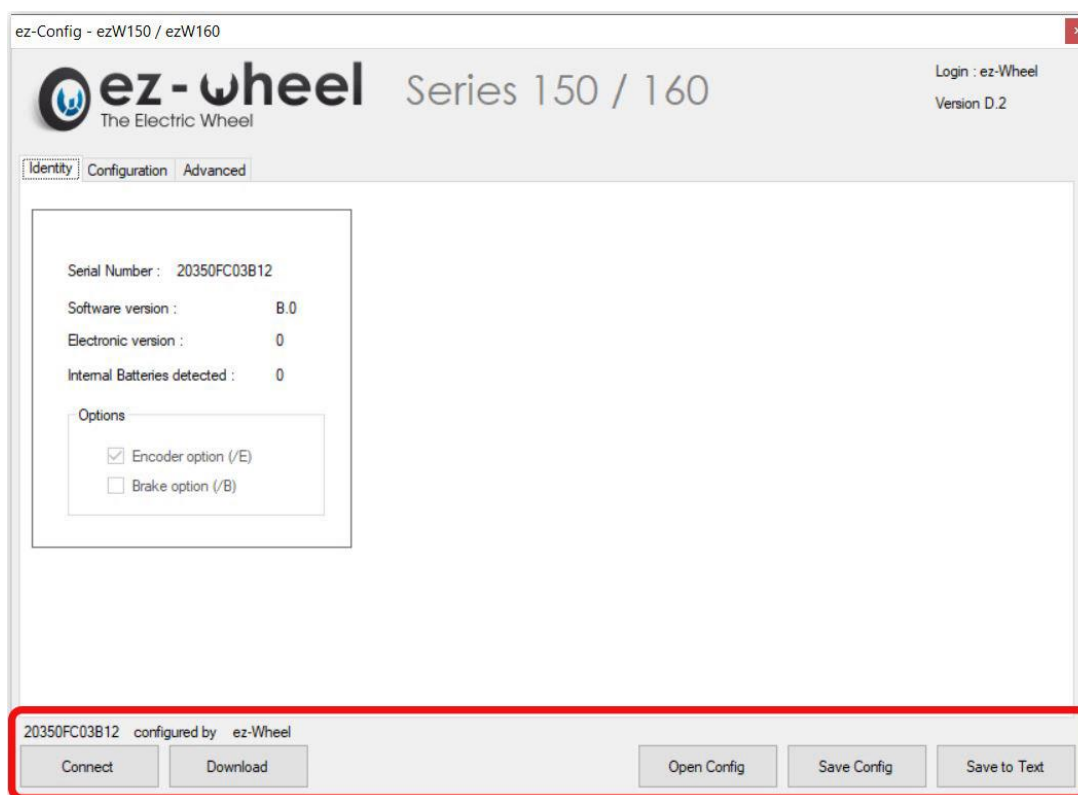 ez-Config - ezW150 / ezW160
ez-wheel
The Electric Wheel
Series 150 / 160
Login : ez-Wheel
Version D.2
Identity Configuration Advanced
Serial Number : 20350FC03B12
Software version : B.0
Electronic version : 0
Internal Batteries detected : 0
Options
Encoder option (/E)
Brake option (/B)
20350FC03B12 configured by ez-Wheel
Connect Download Open Config Save Config Save to Text